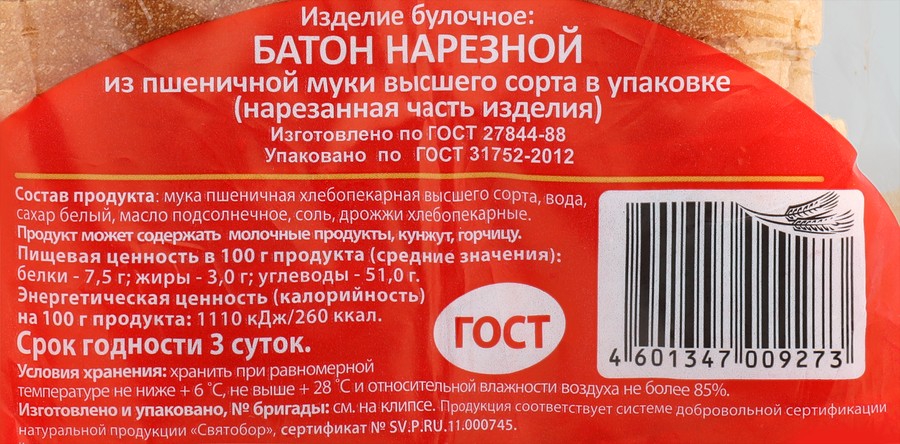 Изделие булочное:
БАТОН НАРЕЗНОЙ
из пшеничной муки высшего сорта в упаковке
(нарезанная часть изделия)
Изготовлено по ГОСТ 27844-88
Упаковано по ГОСТ 31752-2012
Состав продукта: мука пшеничная хлебопекарная высшего сорта, вода,
сахар белый, масло подсолнечное, соль, дрожжи хлебопекарные.
Продукт может содержать молочные продукты, кунжут, горчицу.
Пищевая ценность в 100 г продукта (средние значения):
белки - 7,5 г; жиры - 3,0 г; углеводы - 51,0 г.
Энергетическая ценность (калорийность)
на 100 г продукта: 1110 кДж/260 ккал.
Срок годности 3 суток.
ГОСТ
4 601347 009273
Условия хранения: хранить при равномерной
температуре не ниже + 6 ˚С, не выше + 28 ˚С и относительной влажности воздуха не более 85%.
Изготовлено и упаковано, № бригады: см. на клипсе. Продукция соответствует системе добровольной сертификации
натуральной продукции «Святобор», сертификат № SV.P.RU.11.000745.